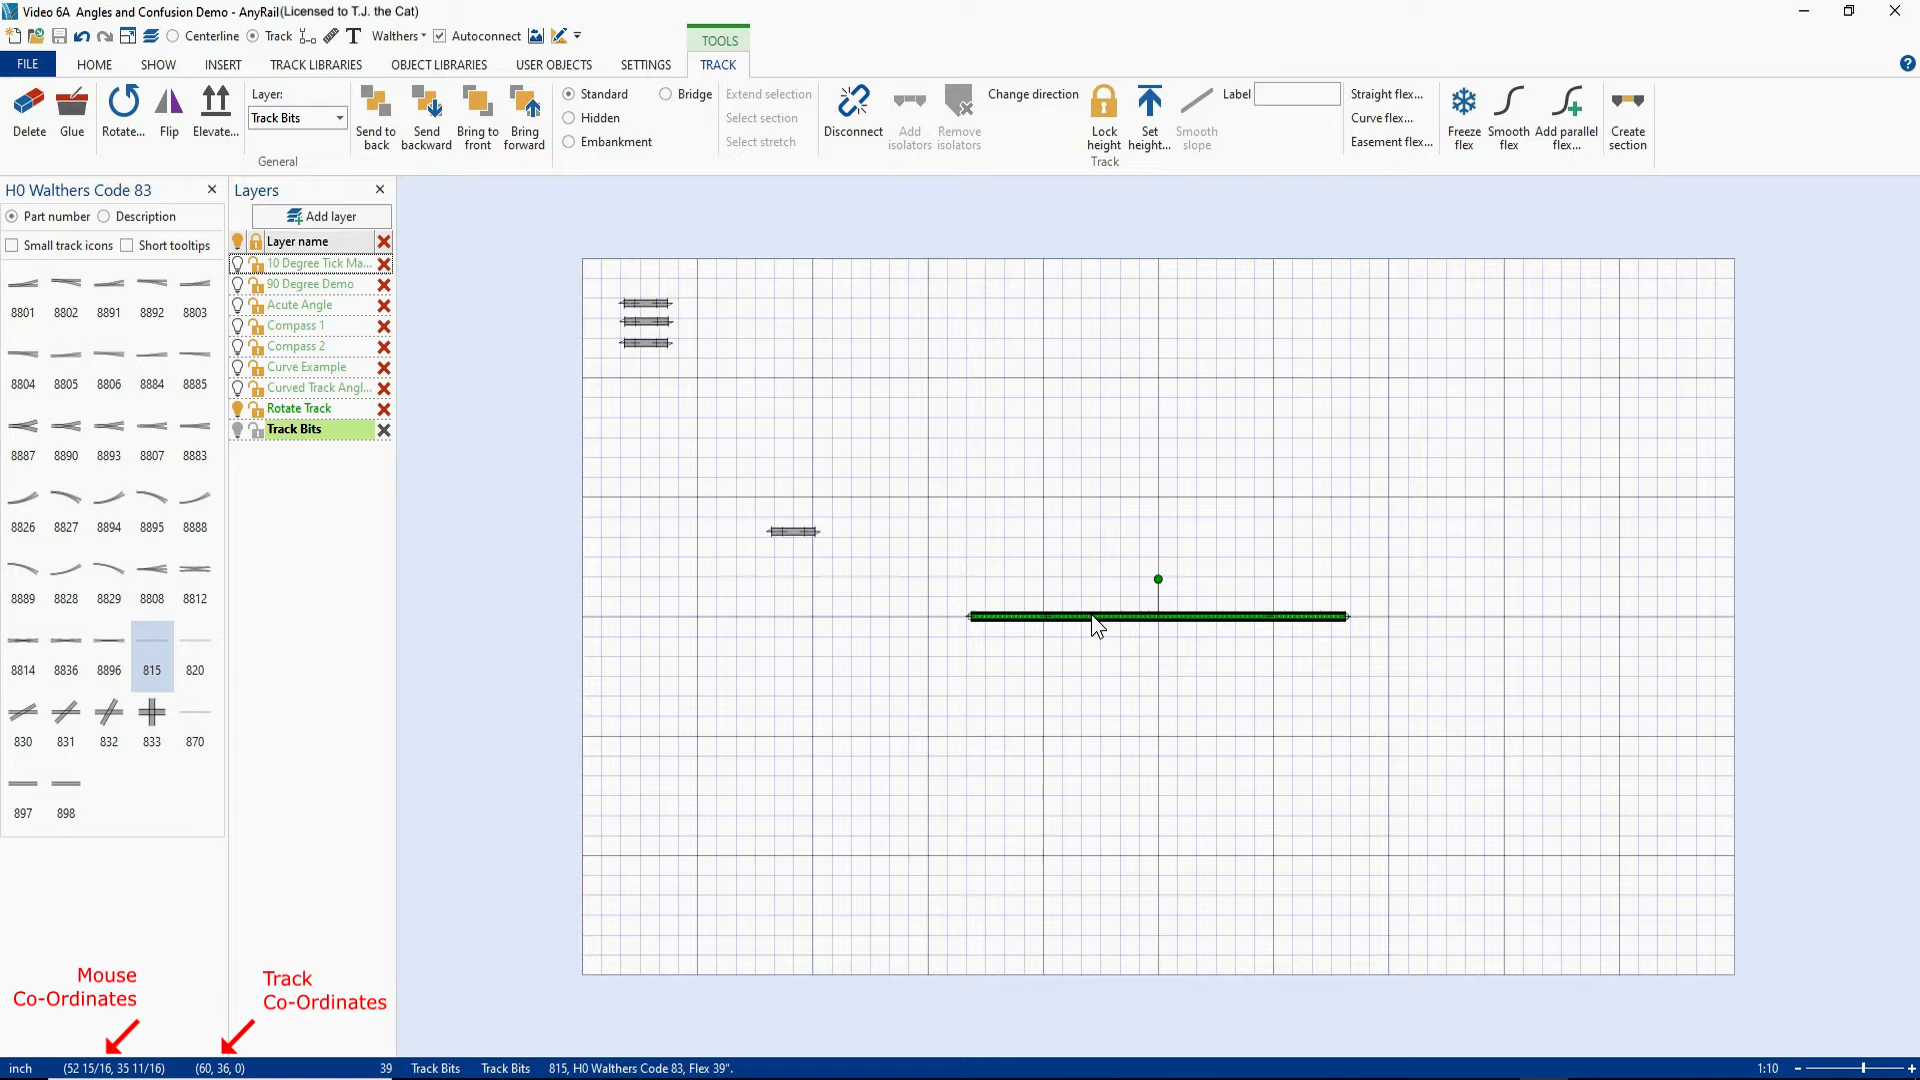 Video 6A  Angles and Confusion Demo - AnyRail (Licensed to T.J. the Cat)
Centerline Track Walthers Autoconnect
TOOLS
FILE HOME SHOW INSERT TRACK LIBRARIES OBJECT LIBRARIES USER OBJECTS SETTINGS TRACK
Delete Glue Rotate... Flip Elevate...
Layer:
Track Bits
General
Send to back
Send backward
Bring to front
Bring forward
Standard Bridge
Hidden
Embankment
Extend selection
Select section
Select stretch
Disconnect
Add isolators
Remove isolators
Change direction
Lock height
Set height...
Smooth slope
Label
Track
Straight flex...
Curve flex...
Easement flex...
Freeze flex
Smooth flex
Add parallel flex...
Create section
H0 Walthers Code 83
Part number Description
Small track icons Short tooltips
8801 8802 8891 8892 8803
8804 8805 8806 8884 8885
8887 8890 8893 8807 8883
8826 8827 8894 8895 8888
8889 8828 8829 8808 8812
8814 8836 8896 815 820
830 831 832 833 870
897 898
Layers
Add layer
Layer name
10 Degree Tick Ma...
90 Degree Demo
Acute Angle
Compass 1
Compass 2
Curve Example
Curved Track Angl...
Rotate Track
Track Bits
Mouse
Co-Ordinates
Track
Co-Ordinates
inch (52 15/16, 35 11/16) (60, 36, 0) 39 Track Bits Track Bits 815, H0 Walthers Code 83, Flex 39". 1:10